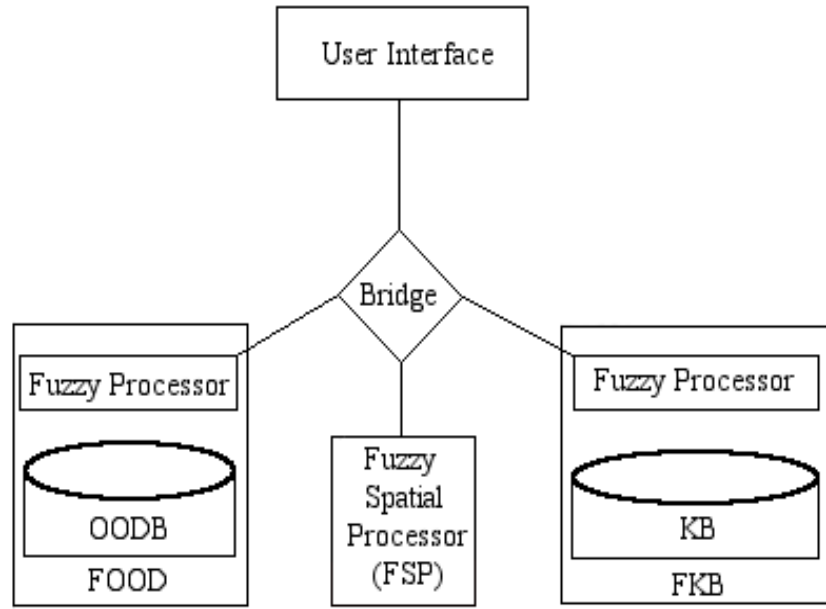 User Interface
Bridge
Fuzzy Processor
OODB
FOOD
Fuzzy
Spatial
Processor
(FSP)
Fuzzy Processor
KB
FKB